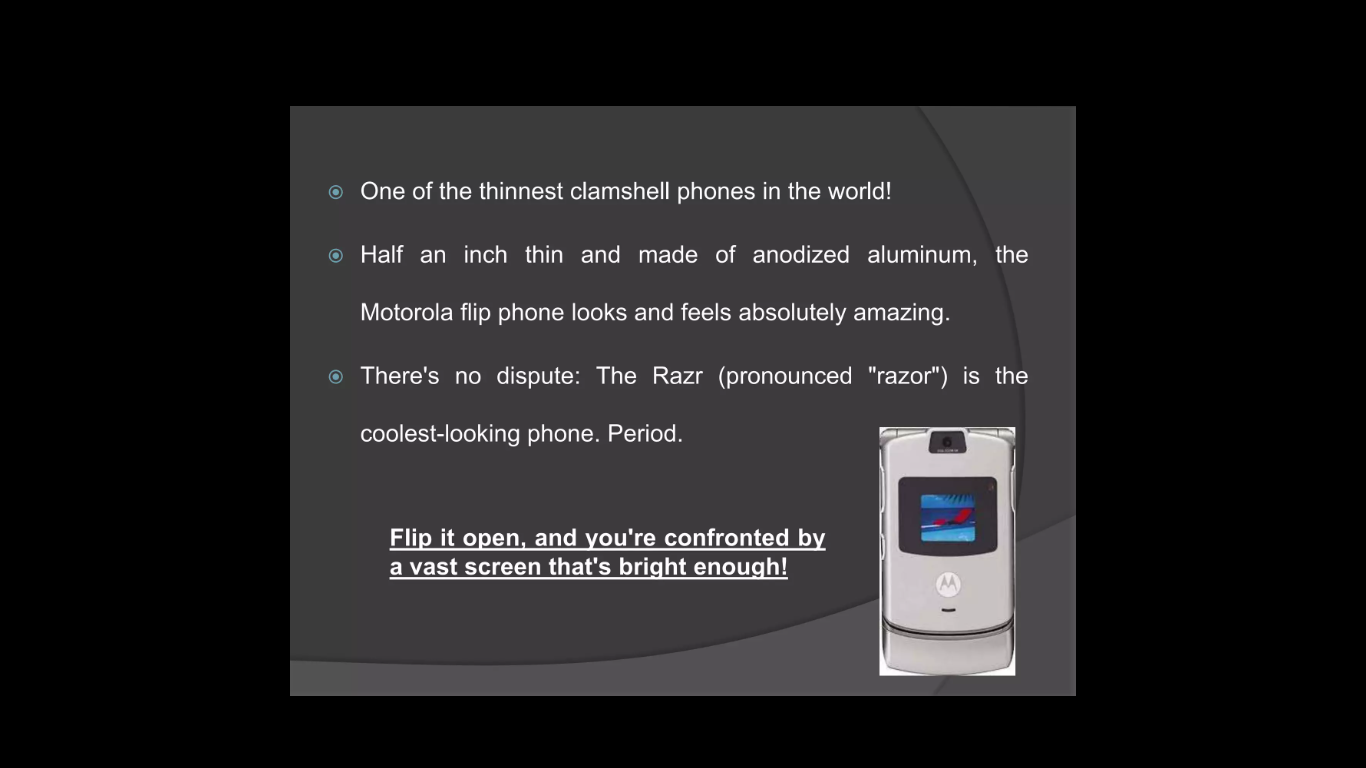 One of the thinnest clamshell phones in the world!
Half an inch thin and made of anodized aluminum, the
Motorola flip phone looks and feels absolutely amazing.
There's no dispute: The Razr (pronounced "razor") is the
coolest-looking phone. Period.
Flip it open, and you're confronted by
a vast screen that's bright enough!